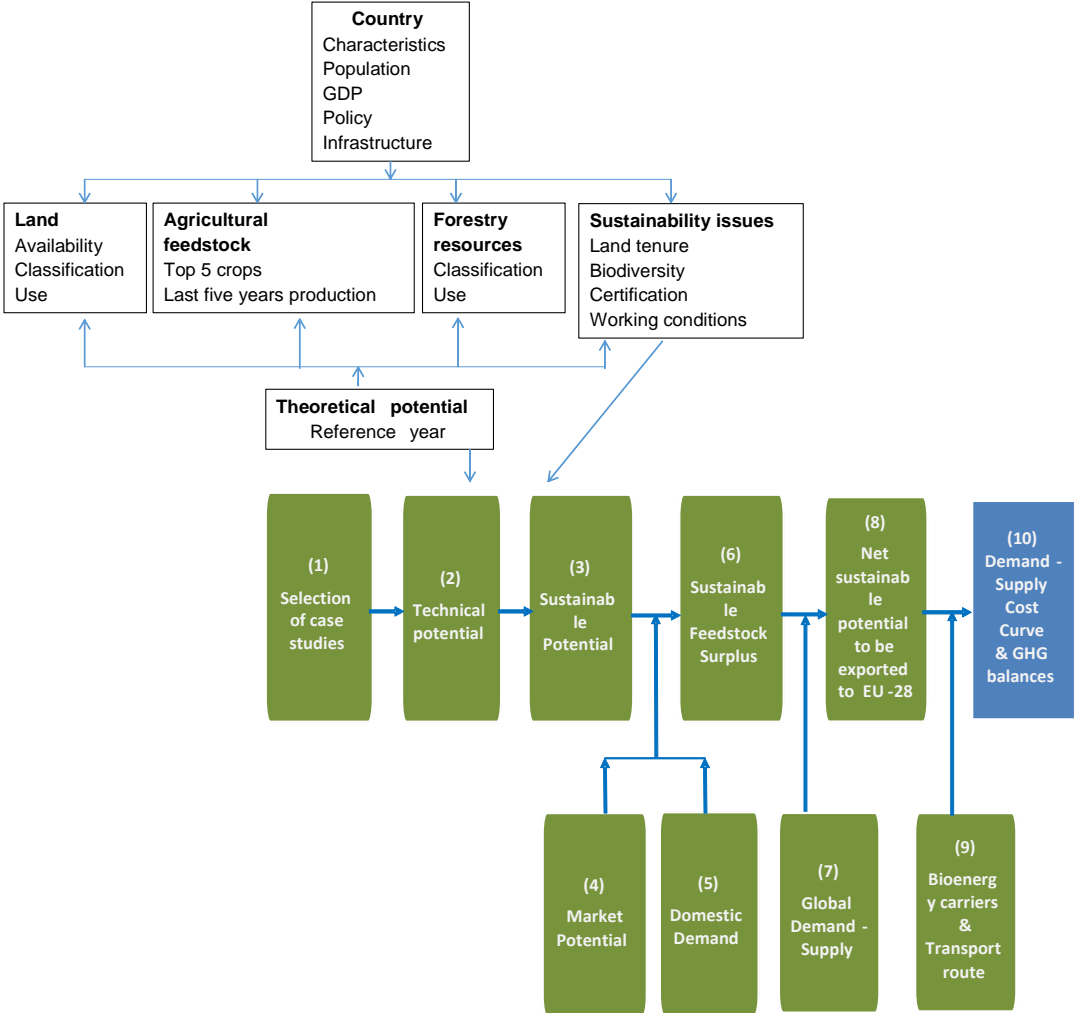 Country
Characteristics
Population
GDP
Policy
Infrastructure
Land
Availability
Classification
Use
Agricultural
feedstock
Top 5 crops
Last five years production
Forestry
resources
Classification
Use
Sustainability issues
Land tenure
Biodiversity
Certification
Working conditions
Theoretical potential
Reference year
(1)
Selection
of case
studies
(2)
Technical
potential
(3)
Sustainab
le
Potential
(6)
Sustainab
le
Feedstock
Surplus
(8)
Net
sustainab
le
potential
to be
exported
to EU -28
(10)
Demand -
Supply
Cost
Curve
& GHG
balances
(4)
Market
Potential
(5)
Domestic
Demand
(7)
Global
Demand -
Supply
(9)
Bioenerg
y carriers
&
Transport
route